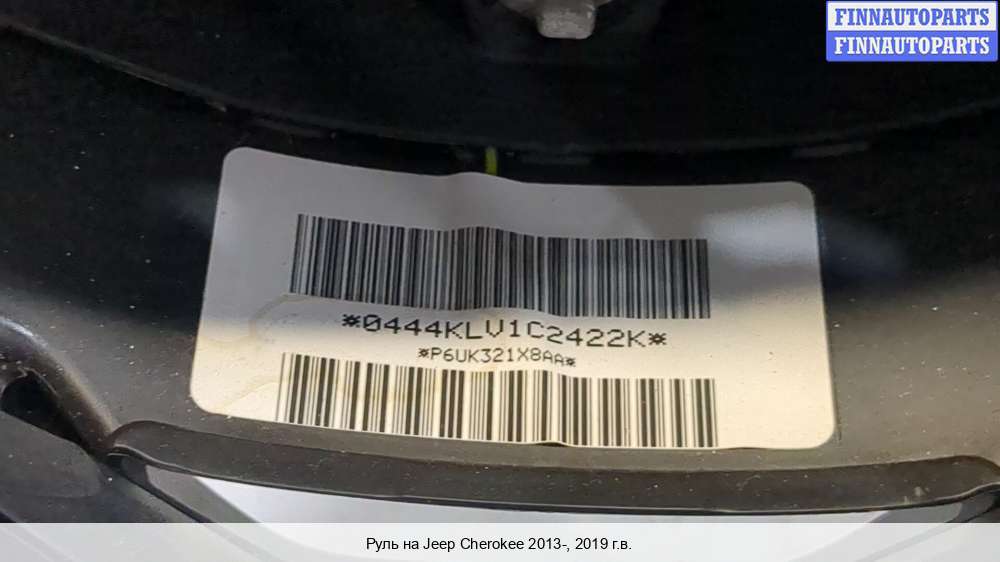 FINNAUTOPARTS
FINNAUTOPARTS
*0444KLV1C2422K*
*P6UK321X8AA*
Руль на Jeep Cherokee 2013-, 2019 г.в.